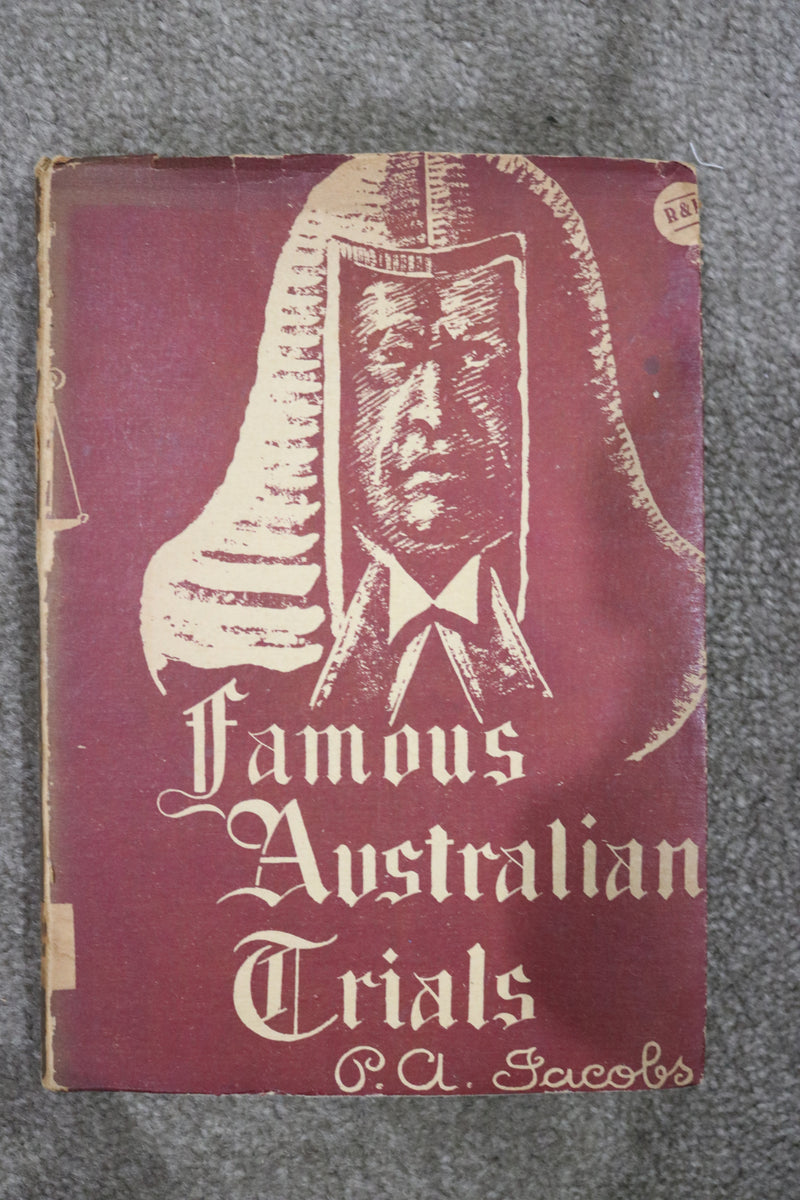 R&
Famous
Australian
Trials
P. A. Jacobs